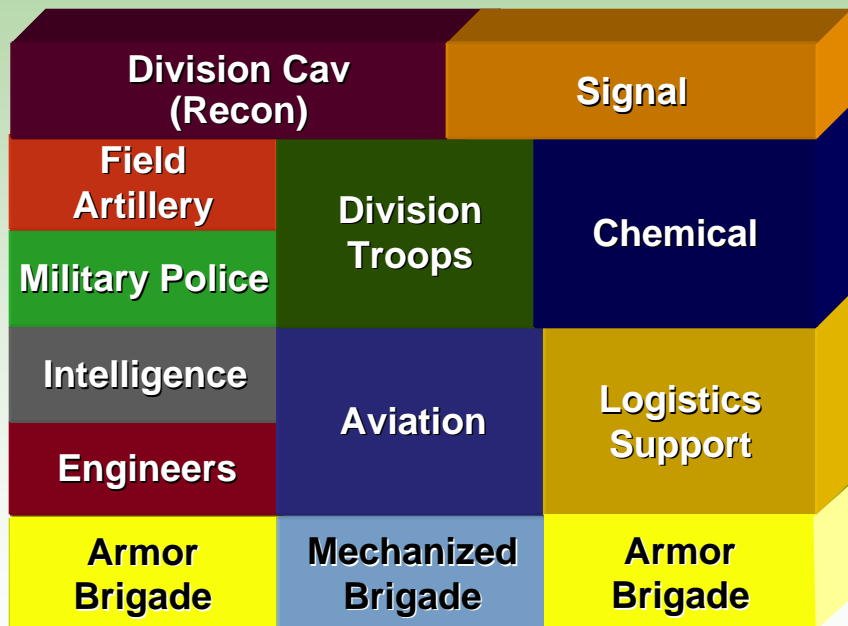 Division Cav
(Recon)
Signal
Field
Artillery
Division
Troops
Chemical
Military Police
Intelligence
Aviation
Logistics
Support
Engineers
Armor
Brigade
Mechanized
Brigade
Armor
Brigade